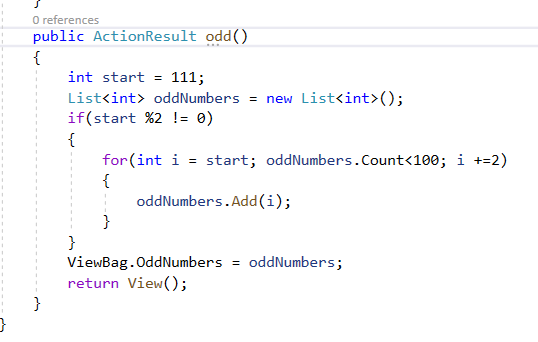 }
0 references
public ActionResult odd()
{
int start = 111;
List<int> oddNumbers = new List<int>();
if(start %2 != 0)
{
for(int i = start; oddNumbers.Count<100; i +=2)
{
oddNumbers.Add(i);
}
}
ViewBag.OddNumbers = oddNumbers;
return View();
}
}